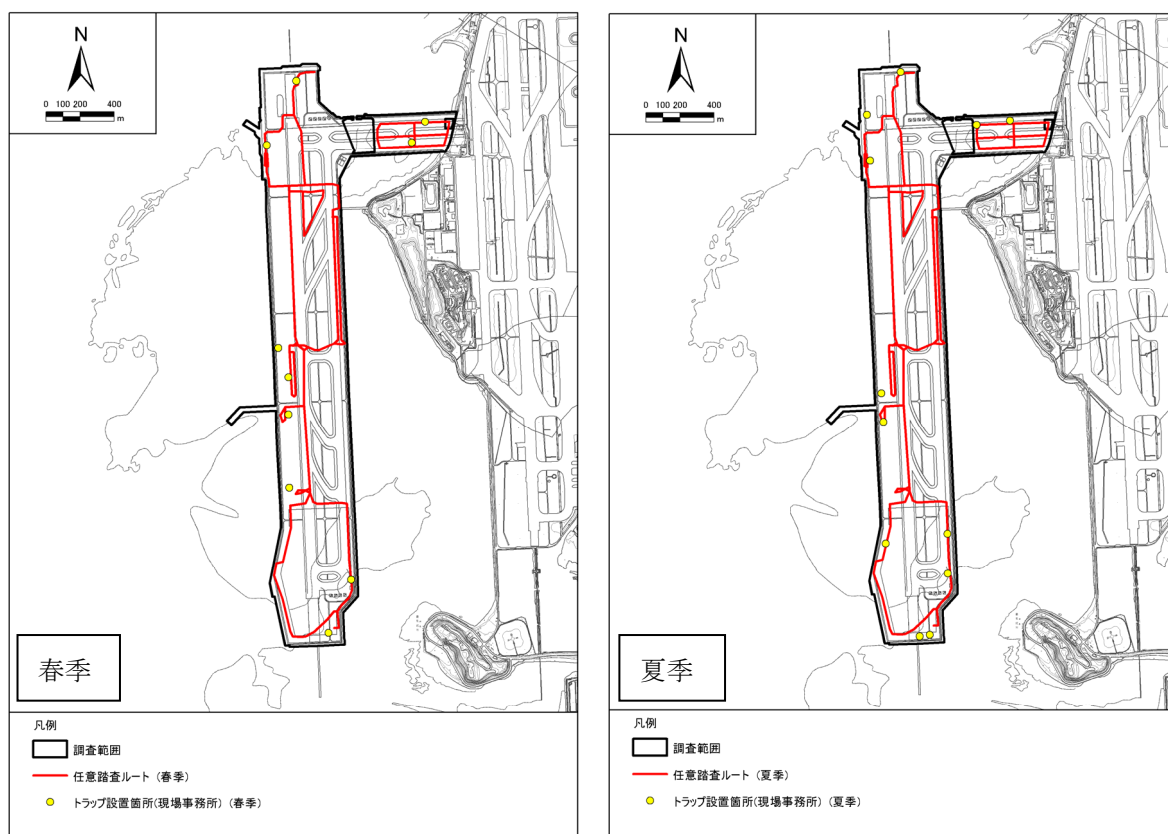 N
0 100 200 400
m
春季
凡例
調査範囲
任意踏査ルート（春季）
トラップ設置箇所(現場事務所)（春季）
N
0 100 200 400
m
夏季
凡例
調査範囲
任意踏査ルート（夏季）
トラップ設置箇所(現場事務所)（夏季）